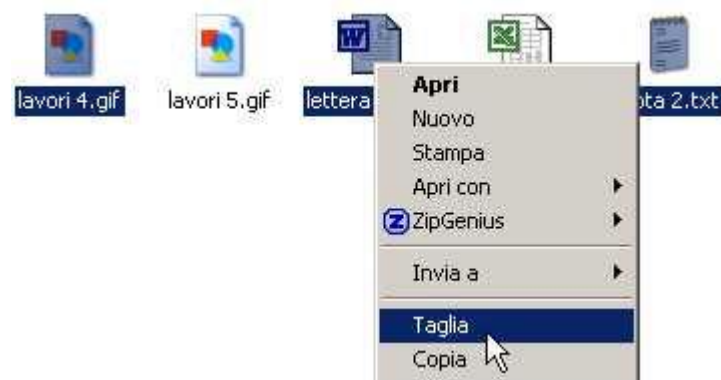 lavori 4.gif
lavori 5.gif
lettera
ota 2.txt
Apri
Nuovo
Stampa
Apri con
ZipGenius
Invia a
Taglia
Copia